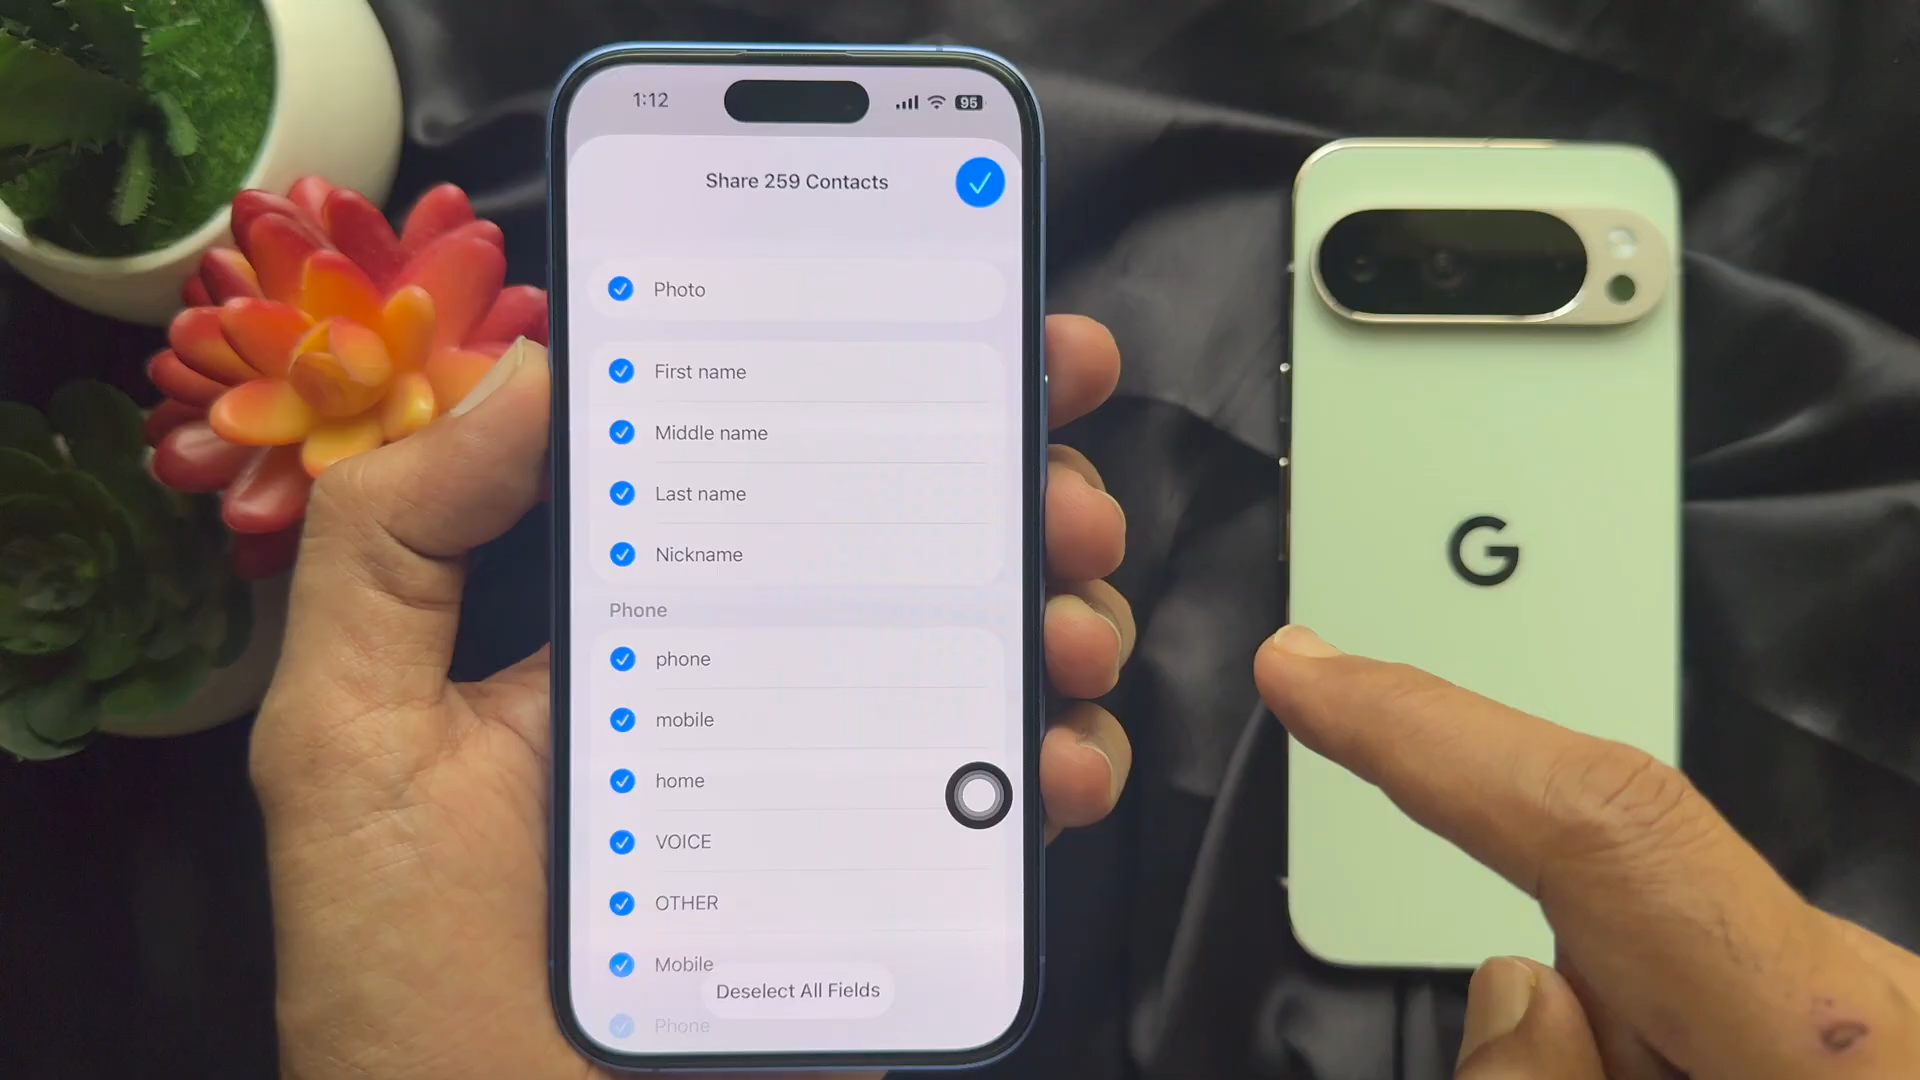 1:12
95
Share 259 Contacts
Photo
First name
Middle name
Last name
Nickname
Phone
phone
mobile
home
VOICE
OTHER
Mobile
Deselect All Fields
Phone
G